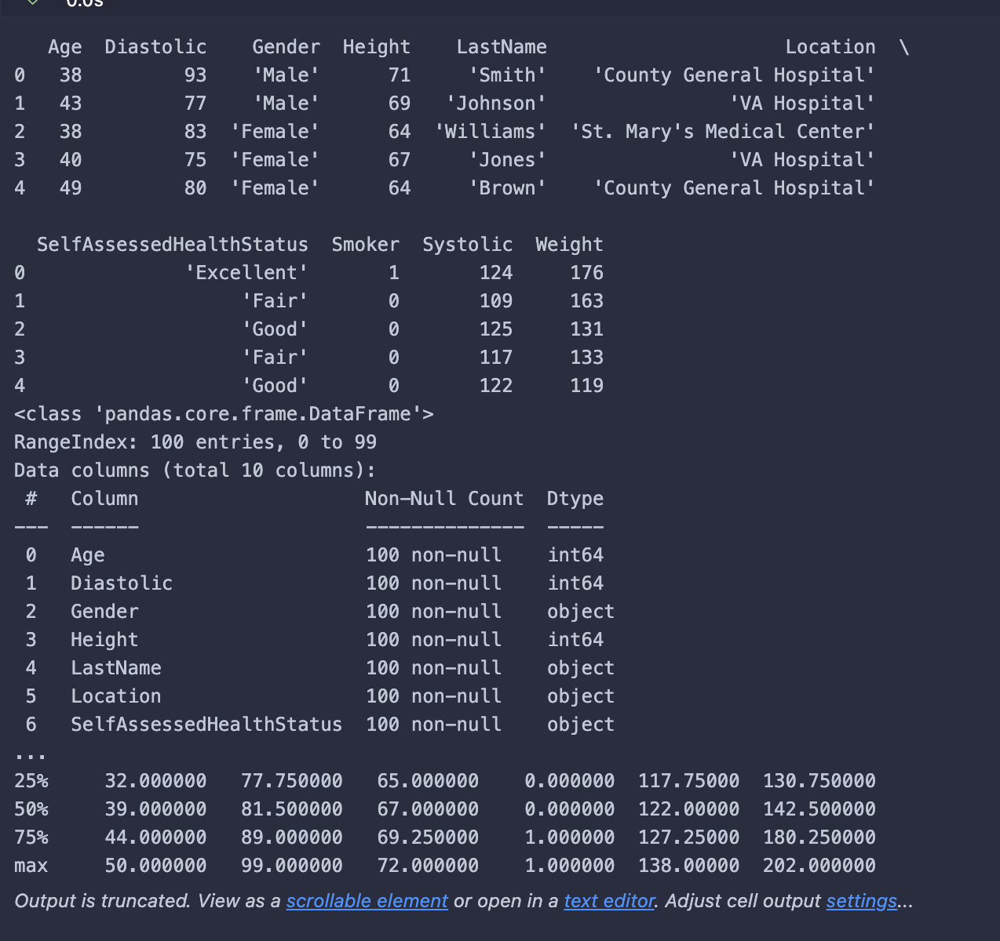 0.0s
   Age  Diastolic    Gender  Height    LastName                     Location  \
0   38         93    'Male'      71     'Smith'    'County General Hospital'
1   43         77    'Male'      69   'Johnson'                'VA Hospital'
2   38         83  'Female'      64  'Williams'  'St. Mary's Medical Center'
3   40         75  'Female'      67     'Jones'                'VA Hospital'
4   49         80  'Female'      64     'Brown'    'County General Hospital'
  SelfAssessedHealthStatus  Smoker  Systolic  Weight
0              'Excellent'       1       124     176
1                   'Fair'       0       109     163
2                   'Good'       0       125     131
3                   'Fair'       0       117     133
4                   'Good'       0       122     119
<class 'pandas.core.frame.DataFrame'>
RangeIndex: 100 entries, 0 to 99
Data columns (total 10 columns):
 #   Column                    Non-Null Count  Dtype
---  ------                    --------------  -----
 0   Age                       100 non-null    int64
 1   Diastolic                 100 non-null    int64
 2   Gender                    100 non-null    object
 3   Height                    100 non-null    int64
 4   LastName                  100 non-null    object
 5   Location                  100 non-null    object
 6   SelfAssessedHealthStatus  100 non-null    object
...
25%     32.000000   77.750000   65.000000    0.000000  117.75000  130.750000
50%     39.000000   81.500000   67.000000    0.000000  122.00000  142.500000
75%     44.000000   89.000000   69.250000    1.000000  127.25000  180.250000
max     50.000000   99.000000   72.000000    1.000000  138.00000  202.000000
Output is truncated. View as a scrollable element or open in a text editor. Adjust cell output settings...